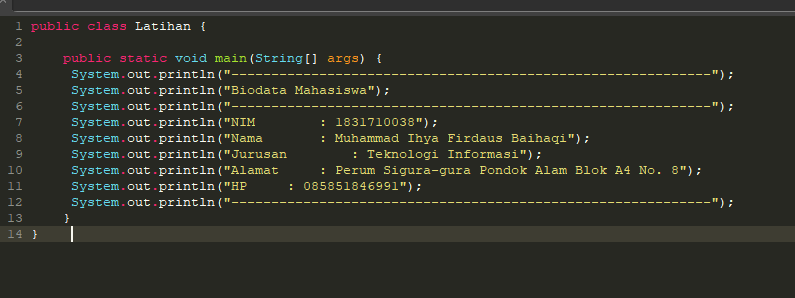 1 public class Latihan {
2
3     public static void main(String[] args) {
4      System.out.println("------------------------------------------------------------");
5      System.out.println("Biodata Mahasiswa");
6      System.out.println("------------------------------------------------------------");
7      System.out.println("NIM        : 1831710038");
8      System.out.println("Nama       : Muhammad Ihya Firdaus Baihaqi");
9      System.out.println("Jurusan        : Teknologi Informasi");
10      System.out.println("Alamat     : Perum Sigura-gura Pondok Alam Blok A4 No. 8");
11      System.out.println("HP     : 085851846991");
12      System.out.println("------------------------------------------------------------");
13     }
14 }